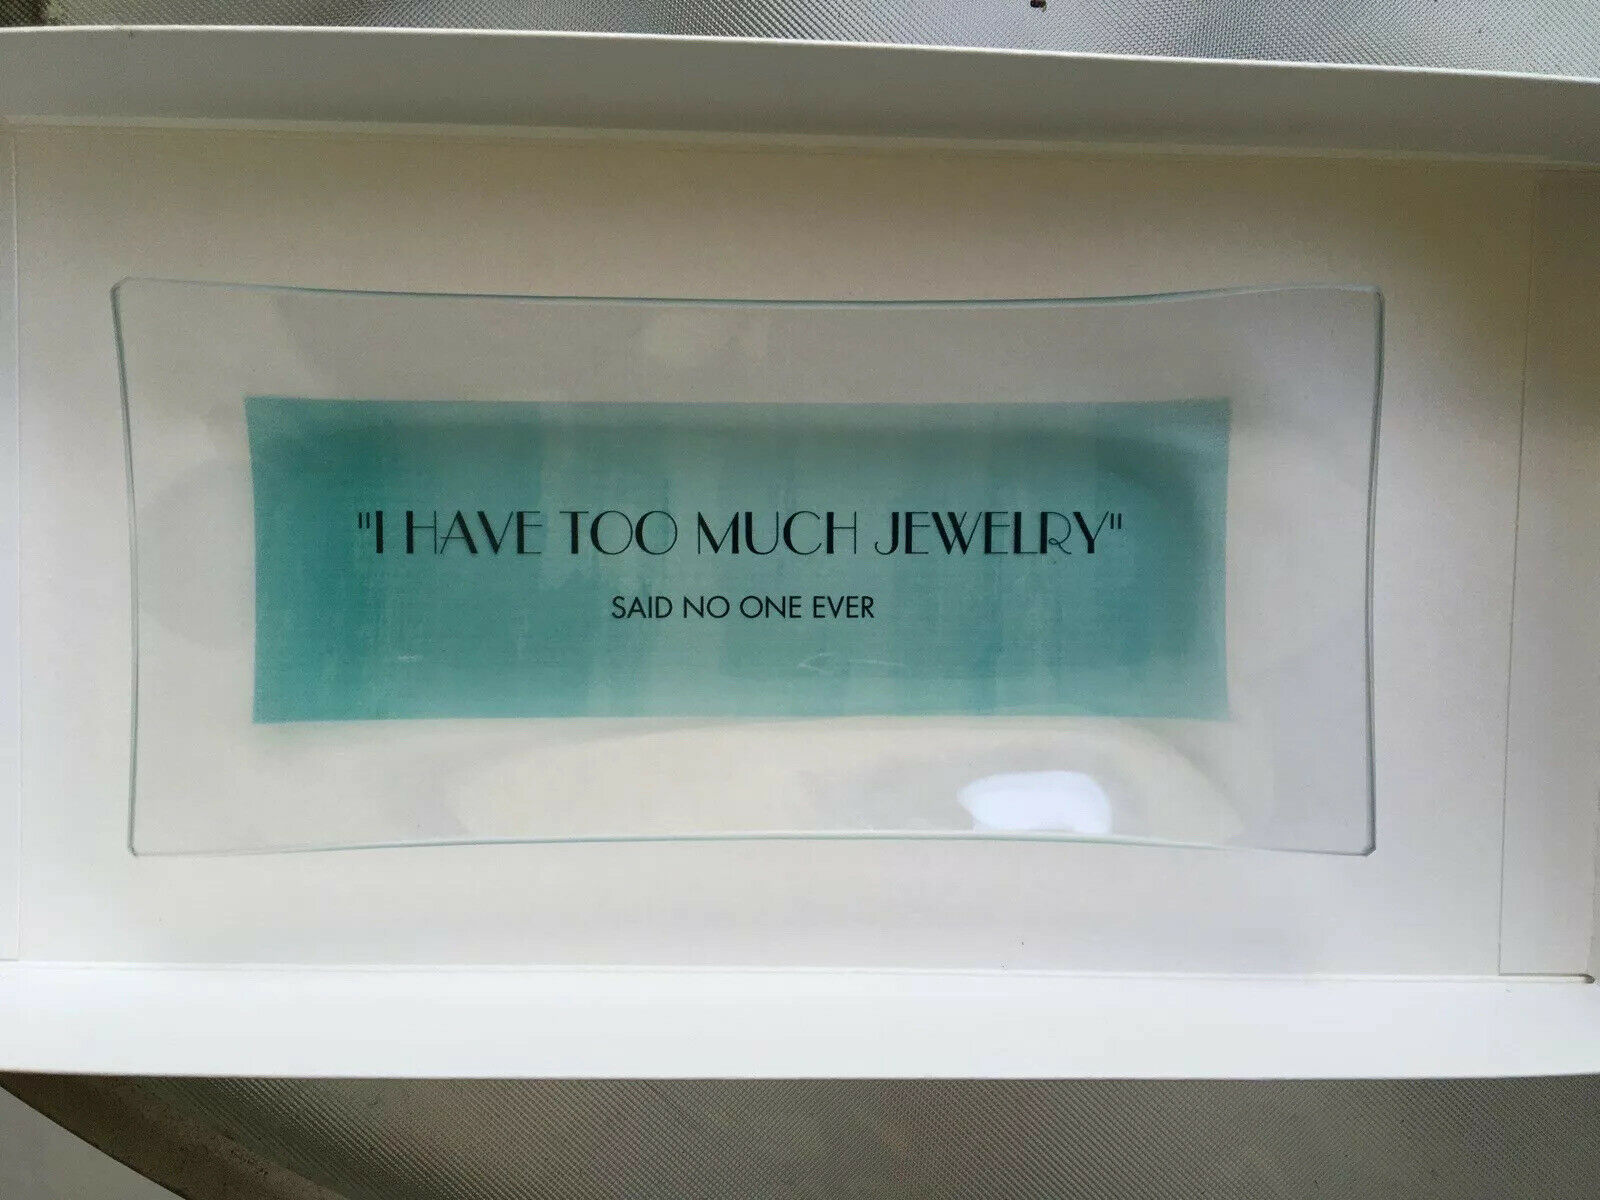 "I HAVE TOO MUCH JEWELRY"
SAID NO ONE EVER